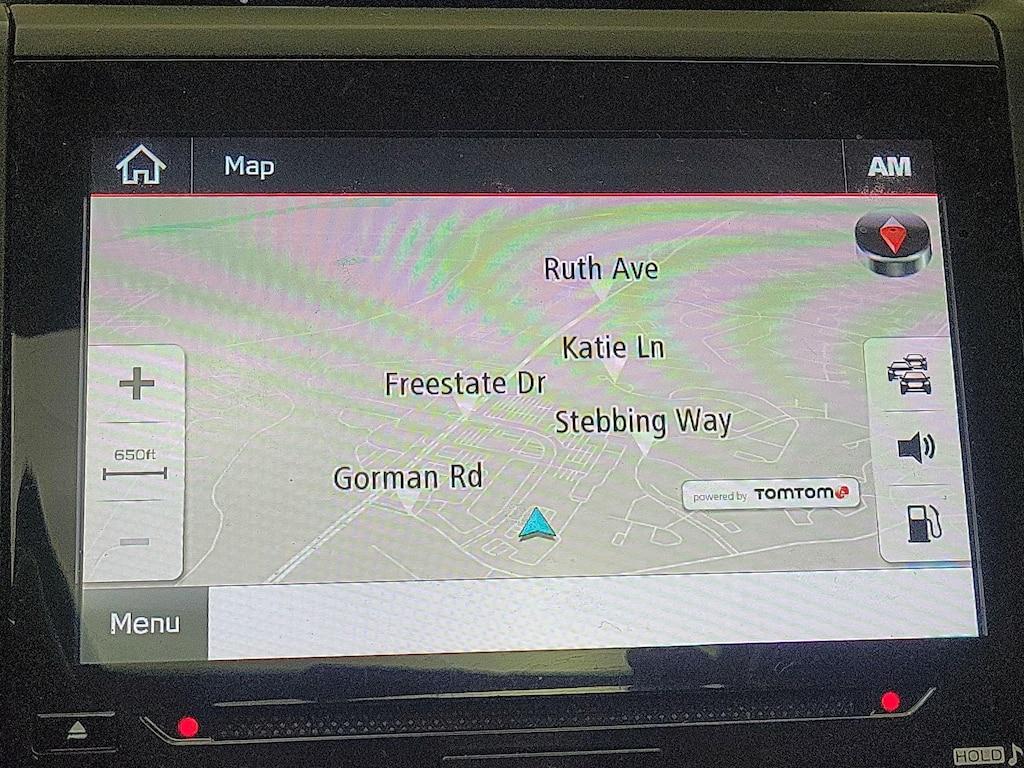 Map
AM
Ruth Ave
Katie Ln
Freestate Dr
Stebbing Way
650ft
Gorman Rd
powered by TOMTOM
Menu
HOLD